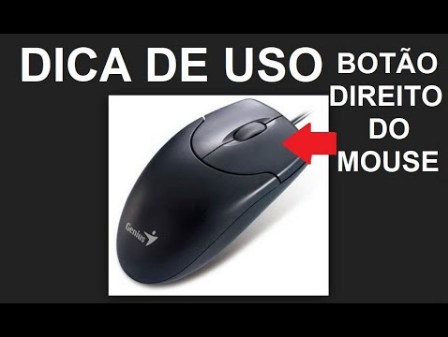 DICA DE USO
BOTÃO
DIREITO
DO
MOUSE
Genius